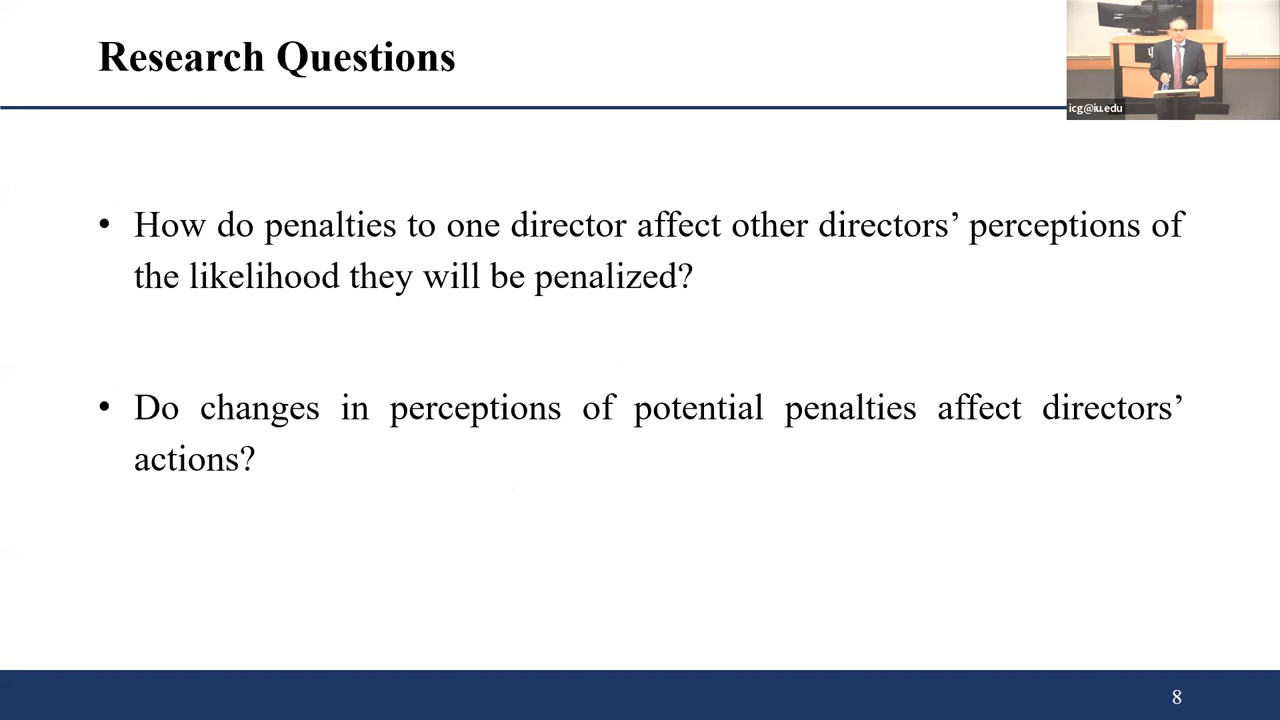 Research Questions
icg@iu.edu
• How do penalties to one director affect other directors’ perceptions of
the likelihood they will be penalized?
• Do changes in perceptions of potential penalties affect directors’
actions?
8